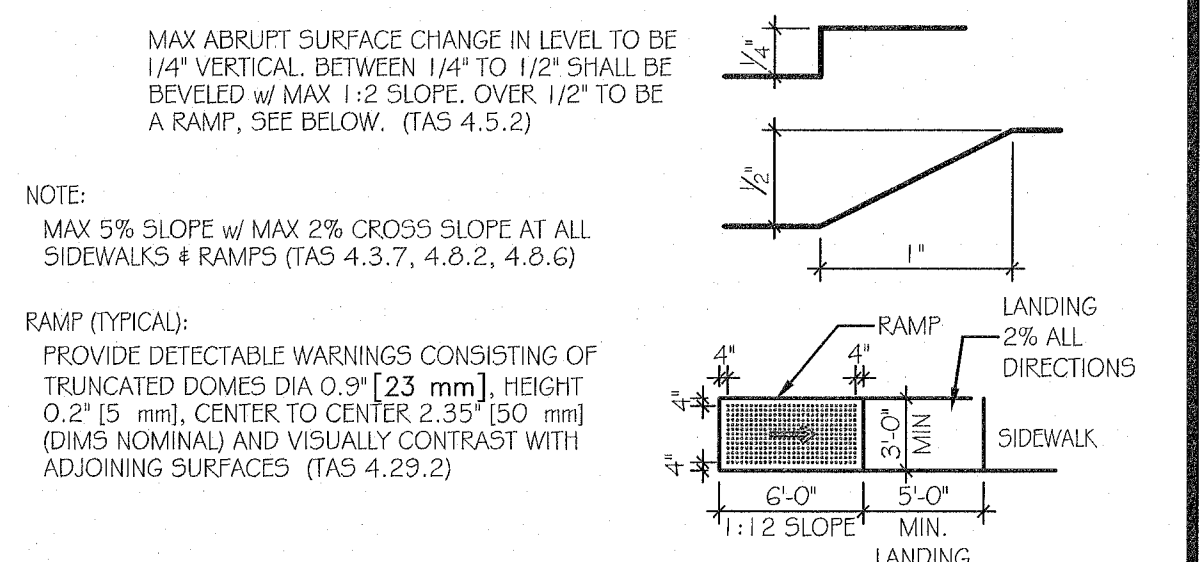 MAX ABRUPT SURFACE CHANGE IN LEVEL TO BE
1/4" VERTICAL. BETWEEN 1/4" TO 1/2" SHALL BE
BEVELED w/ MAX 1:2 SLOPE. OVER 1/2" TO BE
A RAMP, SEE BELOW. (TAS 4.5.2)
1/4"
1/2"
1"
NOTE:
MAX 5% SLOPE w/ MAX 2% CROSS SLOPE AT ALL
SIDEWALKS & RAMPS (TAS 4.3.7, 4.8.2, 4.8.6)
RAMP (TYPICAL):
PROVIDE DETECTABLE WARNINGS CONSISTING OF
TRUNCATED DOMES DIA 0.9" [23 mm], HEIGHT
0.2" [5 mm], CENTER TO CENTER 2.35" [50 mm]
(DIMS NOMINAL) AND VISUALLY CONTRAST WITH
ADJOINING SURFACES (TAS 4.29.2)
RAMP
LANDING
2% ALL
DIRECTIONS
4"
4"
4"
4"
3'-0"
MIN
SIDEWALK
6'-0"
1:12 SLOPE
5'-0"
MIN.
LANDING